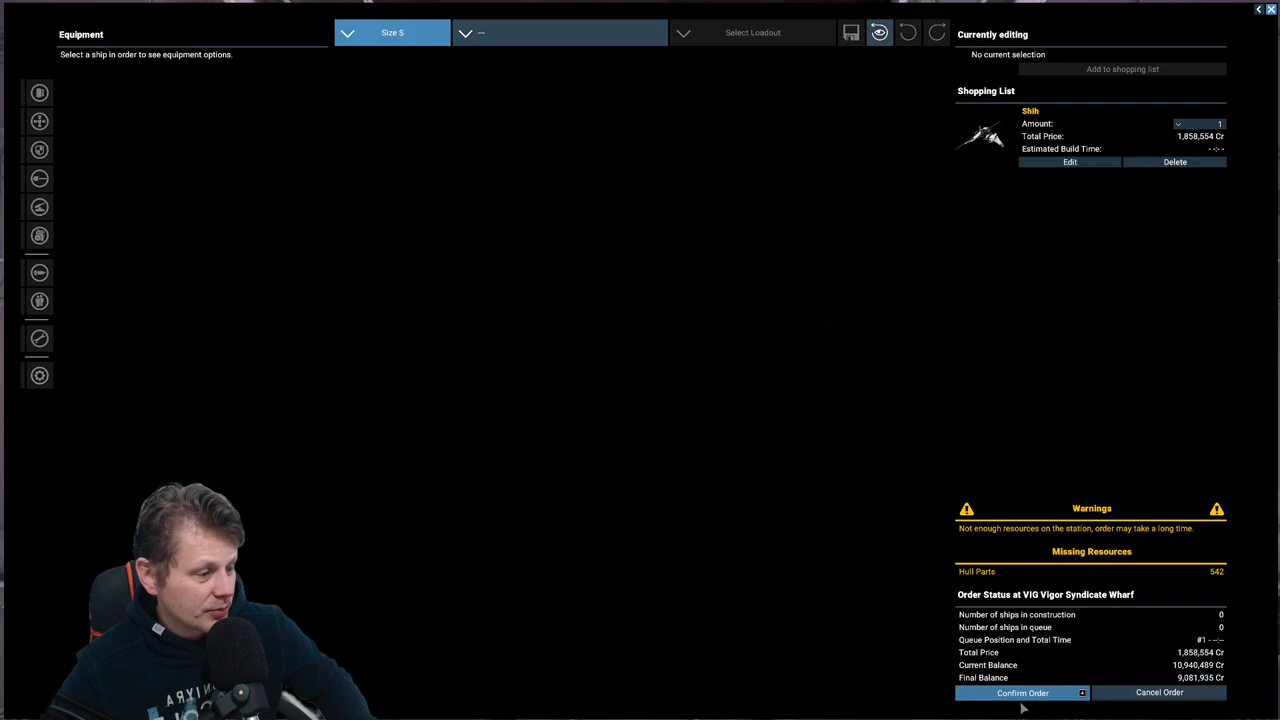 Equipment
Select a ship in order to see equipment options.
Size S
---
Select Loadout
Currently editing
No current selection
Add to shopping list
Shopping List
Shih
Amount: 1
Total Price: 1,858,554 Cr
Estimated Build Time: --:--
Edit Delete
Warnings
Not enough resources on the station, order may take a long time.
Missing Resources
Hull Parts 542
Order Status at VIG Vigor Syndicate Wharf
Number of ships in construction 0
Number of ships in queue 0
Queue Position and Total Time #1 - --:--
Total Price 1,858,554 Cr
Current Balance 10,940,489 Cr
Final Balance 9,081,935 Cr
Confirm Order Cancel Order